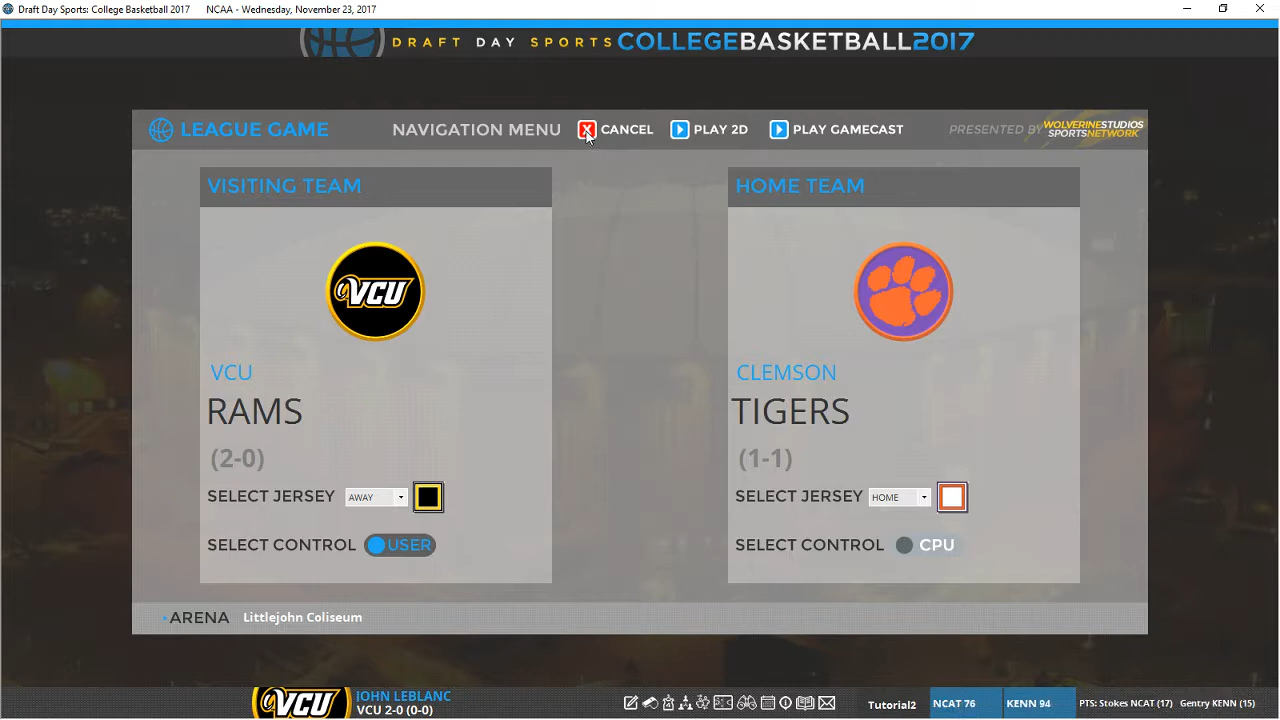 Draft Day Sports: College Basketball 2017 NCAA - Wednesday, November 23, 2017
DRAFT DAY SPORTS COLLEGEBASKETBALL2017
LEAGUE GAME NAVIGATION MENU X CANCEL PLAY 2D PLAY GAMECAST PRESENTED BY WOLVERINESTUDIOS SPORTSNETWORK
VISITING TEAM
HOME TEAM
VCU
VCU
CLEMSON
RAMS
TIGERS
(2-0)
(1-1)
SELECT JERSEY AWAY
SELECT JERSEY HOME
SELECT CONTROL USER
SELECT CONTROL CPU
ARENA Littlejohn Coliseum
VCU
JOHN LEBLANC
VCU 2-0 (0-0)
Tutorial2 NCAT 76 KENN 94 PTS: Stokes NCAT (17) Gentry KENN (15)